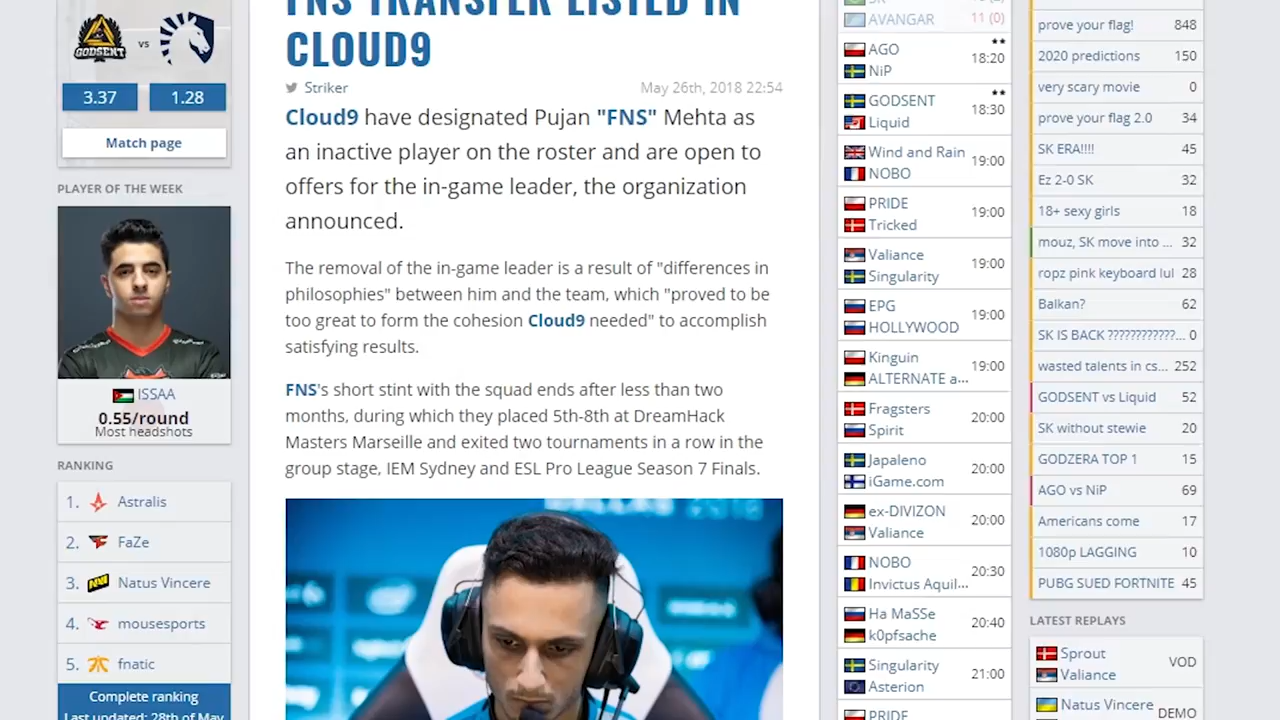 GODSENT
vs
3.37
1.28
Match page
PLAYER OF THE WEEK
ISSAA
0.55/round
Most headshots
RANKING
1. Astralis
2. FaZe
3. Natus Vincere
4. mousesports
5. fnatic
Complete ranking
Last updated 28th of May
FNS TRANSFER LISTED IN
CLOUD9
Striker
May 26th, 2018 22:54
Cloud9 have designated Pujan "FNS" Mehta as
an inactive player on the roster and are open to
offers for the in-game leader, the organization
announced.
The removal of the in-game leader is a result of "differences in
philosophies" between him and the team, which "proved to be
too great to form the cohesion Cloud9 needed" to accomplish
satisfying results.
FNS's short stint with the squad ends after less than two
months, during which they placed 5th-8th at DreamHack
Masters Marseille and exited two tournaments in a row in the
group stage, IEM Sydney and ESL Pro League Season 7 Finals.
AVANGAR 11 (0)
AGO
18:20
NiP
GODSENT
18:30
Liquid
Wind and Rain
19:00
NOBO
PRIDE
19:00
Tricked
Valiance
19:00
Singularity
EPG
19:00
HOLLYWOOD
Kinguin
19:00
ALTERNATE a...
Fragsters
20:00
Spirit
Japaleno
20:00
iGame.com
ex-DIVIZON
20:00
Valiance
NOBO
20:30
Invictus Aquil...
Ha MaSSe
20:40
k0pfsache
Singularity
21:00
Asterion
PRIDE
prove your flag! 848
2020 predictions 156
very scary movie 0
prove your flag 2.0 34
SK ERA!!!! 45
Ez 2-0 SK 32
18+ sexy girls
mouz, SK men into ... 32
ropz pink keyboard lul 28
Balkan? 62
wasted talents in cs... 252
GODSENT vs Liquid 52
SK without stewie 20
AGO vs NiP 69
1080p LAGGING 10
PUBG SUED FORTNITE 45
LATEST REPLAYS
Sprout
VOD
Valiance
Natus Vincere
DEMO